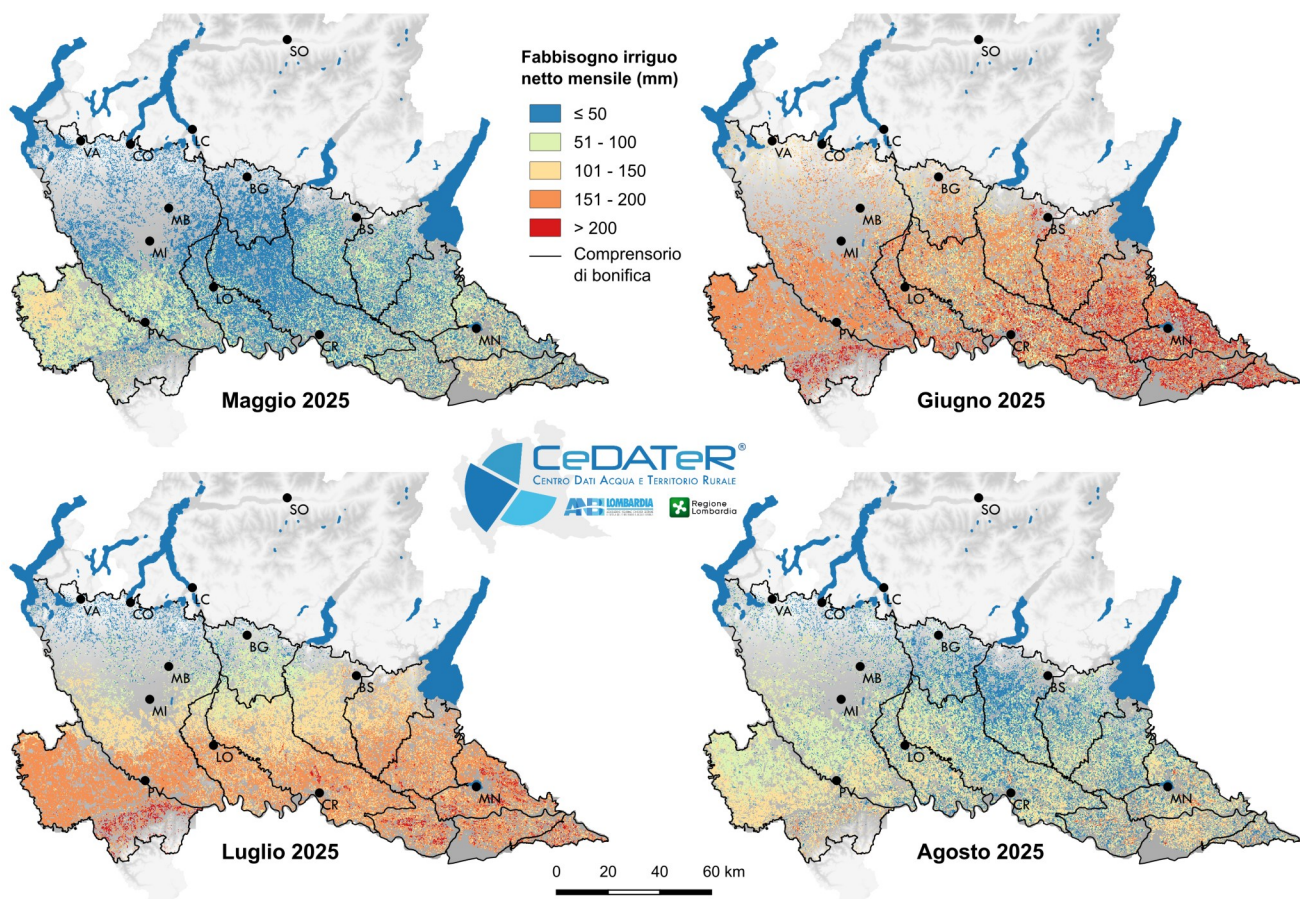 SO
LC
VA
CO
BG
MB
BS
MI
LO
PV
CR
MN
Maggio 2025
Fabbisogno irriguo
netto mensile (mm)
≤ 50
51 - 100
101 - 150
151 - 200
> 200
Comprensorio
di bonifica
SO
LC
VA
CO
BG
MB
BS
MI
LO
PV
CR
MN
Giugno 2025
CeDATeR®
CENTRO DATI ACQUA E TERRITORIO RURALE
ANBI LOMBARDIA
Regione
Lombardia
SO
LC
VA
CO
BG
MB
BS
MI
LO
PV
CR
MN
Luglio 2025
0 20 40 60 km
SO
LC
VA
CO
BG
MB
BS
MI
LO
PV
CR
MN
Agosto 2025